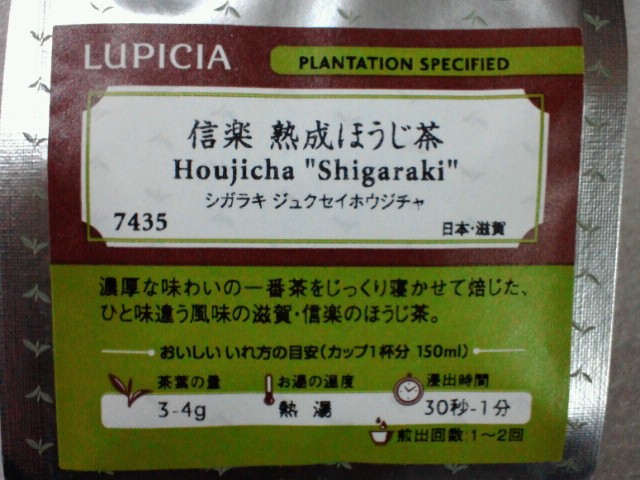 LUPICIA
PLANTATION SPECIFIED
信楽 熟成ほうじ茶
Houjicha "Shigaraki"
シガラキ ジュクセイホウジチャ
7435
日本・滋賀
濃厚な味わいの一番茶をじっくり寝かせて焙じた、
ひと味違う風味の滋賀・信楽のほうじ茶。
おいしい いれ方の目安(カップ1杯分 150ml)
茶葉の量 お湯の温度 浸出時間
3-4g 熱湯 30秒-1分
煎出回数:1〜2回